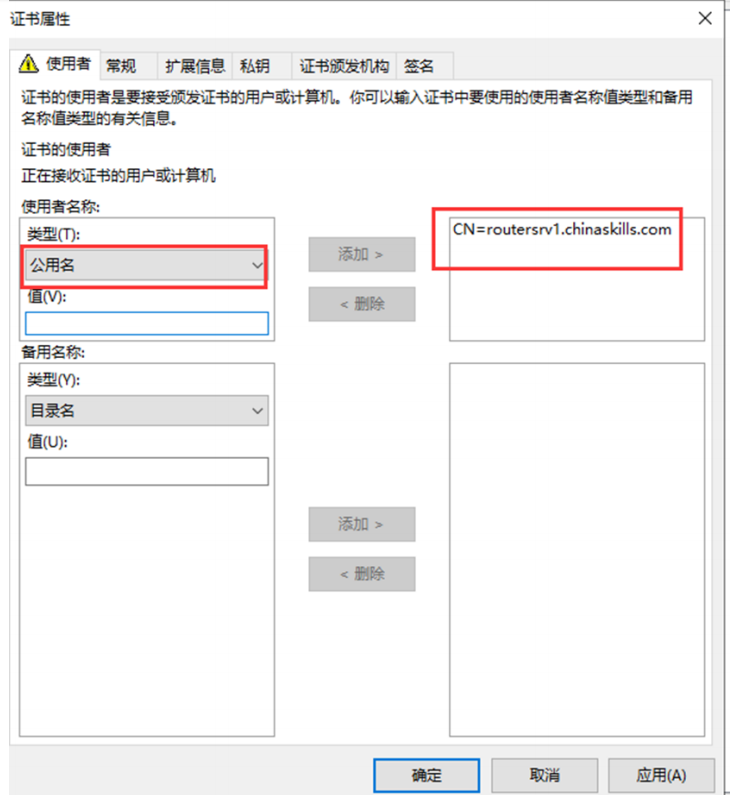 证书属性
使用者 常规 扩展信息 私钥 证书颁发机构 签名
证书的使用者是要接受颁发证书的用户或计算机。你可以输入证书中要使用的使用者名称值类型和备用
名称值类型的有关信息。
证书的使用者
正在接收证书的用户或计算机
使用者名称:
类型(T):
公用名
值(V):
添加 >
< 删除
CN=routersrv1.chinaskills.com
备用名称:
类型(Y):
目录名
值(U):
添加 >
< 删除
确定 取消 应用(A)